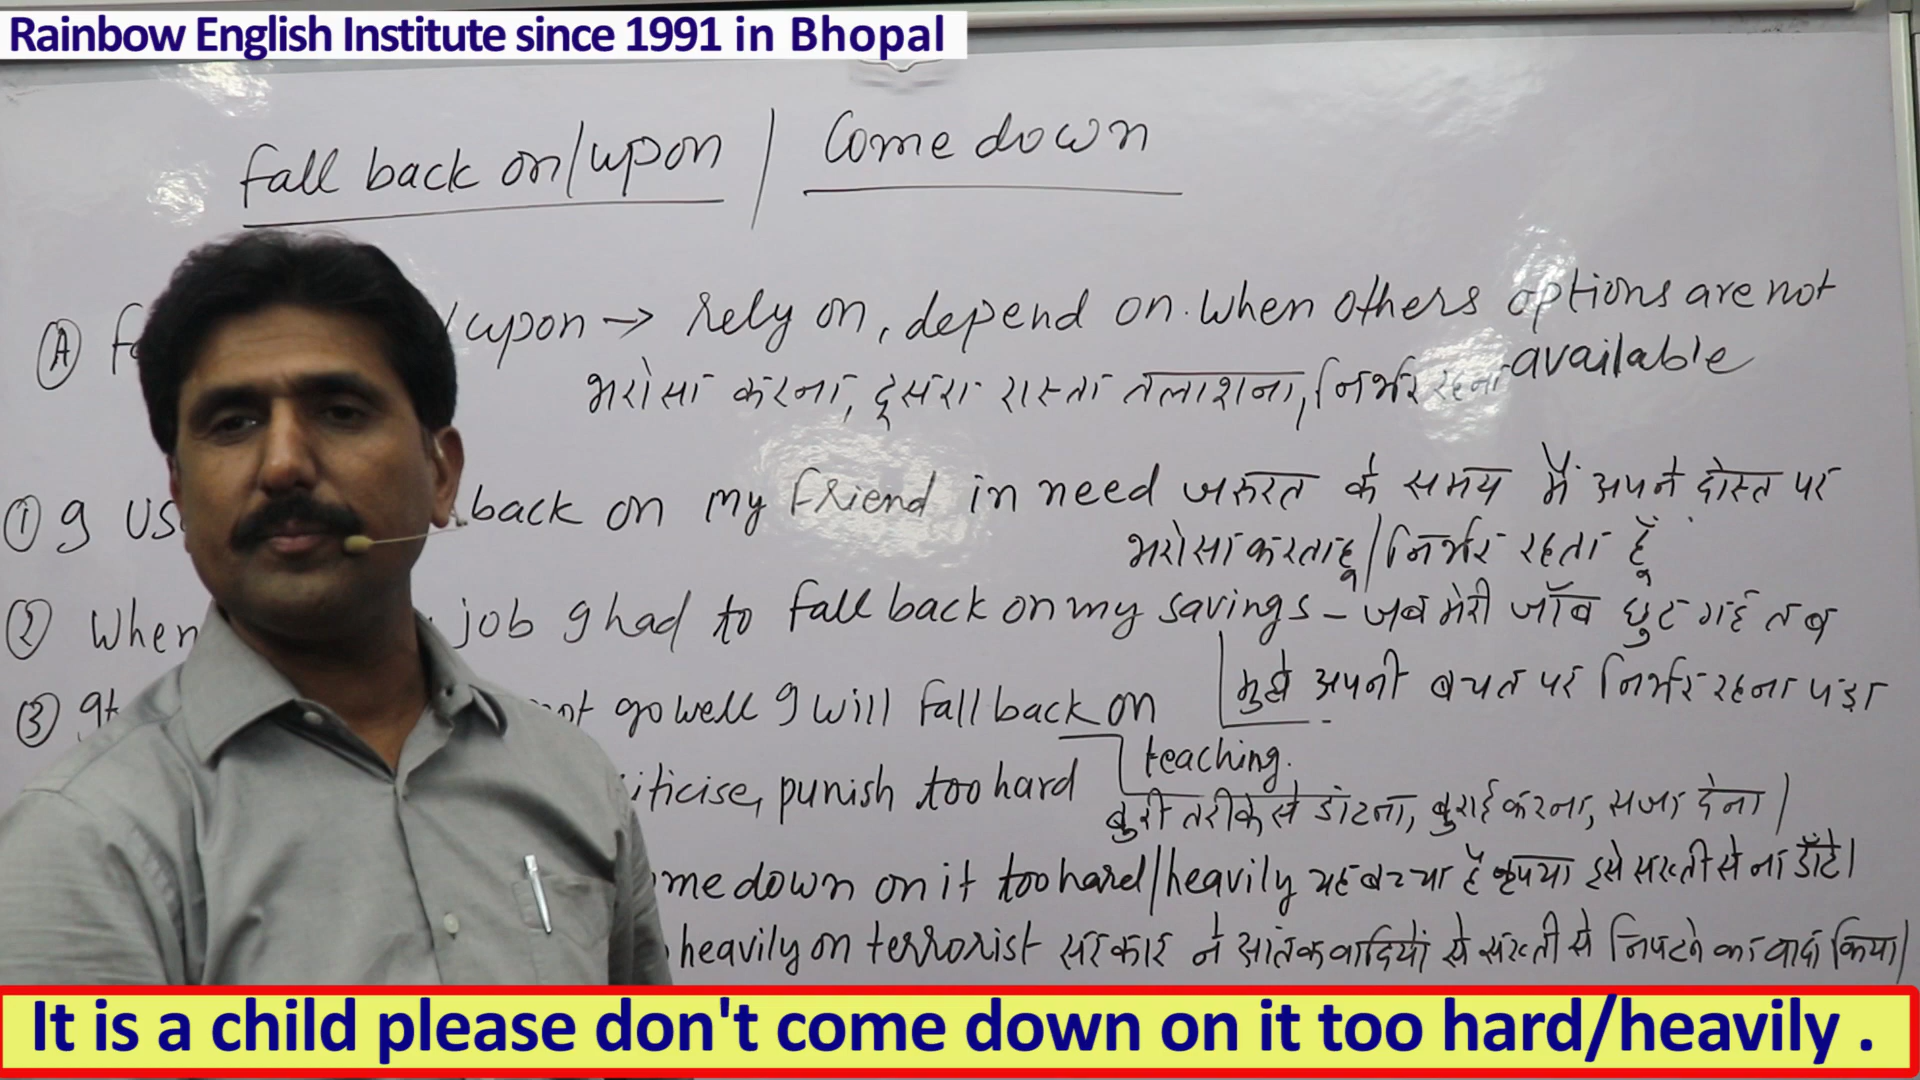 Rainbow English Institute since 1991 in Bhopal
fall back on/upon / Come down
A /upon → rely on, depend on. when others options are not
available
भरोसा करना, दूसरा रास्ता तलाशना, निर्भर रहना
① I back on my friend in need जरुरत के समय में अपने दोस्त पर
भरोसा करता हू / निर्भर रहता हूँ
② When job I had to fall back on my savings – जब मेरी जॉब छुट गई तब
मुझे अपनी बचत पर निर्भर रहना पड़ा
③ not go well I will fall back on
teaching.
punish too hard
बुरी तरीके से डांटना, बुराई करना, सजा देना |
down on it too hard/heavily यह बच्चा है कृपया इसे सख्ती से ना डाँटे।
heavily on terrorist सरकार ने आंतकवादियों से सख्ती से निपटने का वादा किया|
It is a child please don't come down on it too hard/heavily .